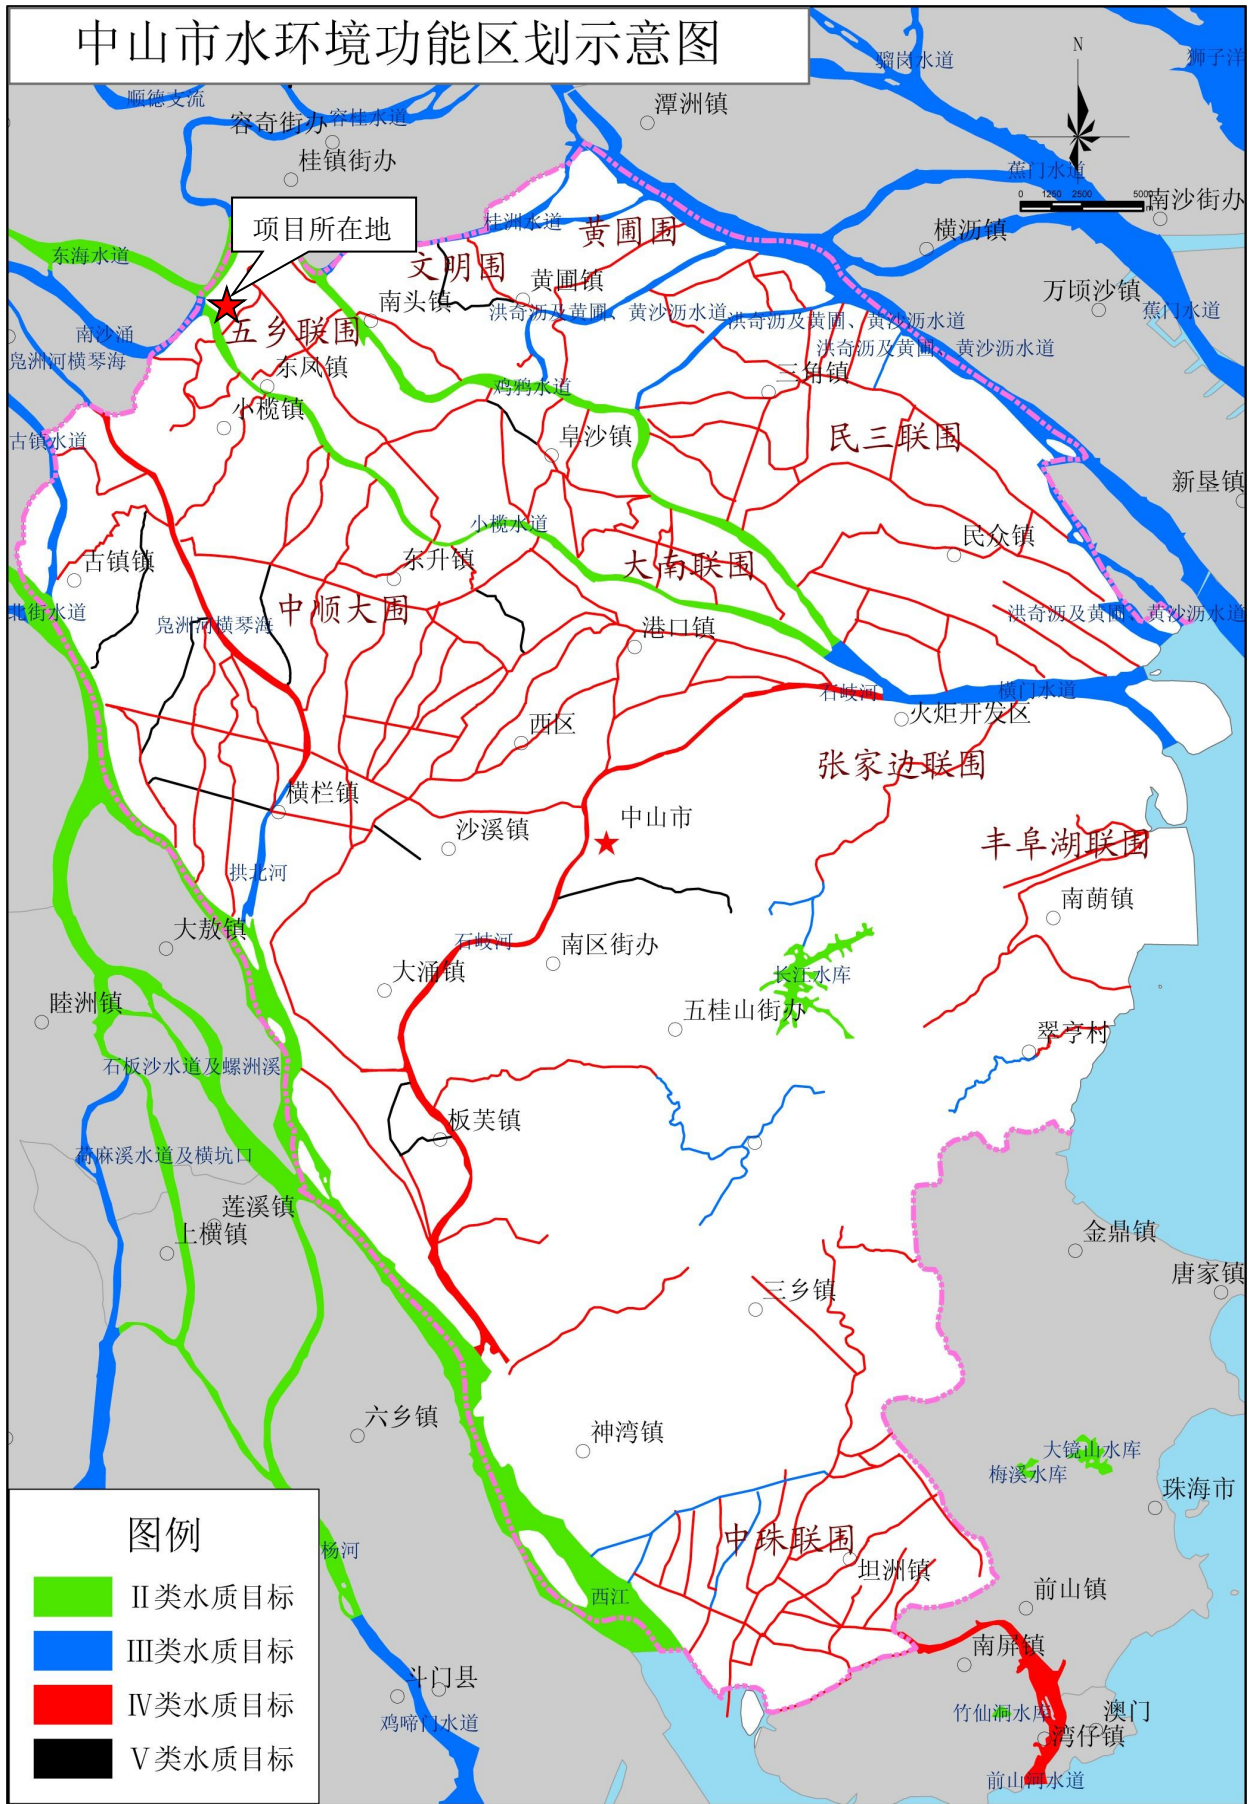 中山市水环境功能区划示意图
骝岗水道
狮子洋
N
顺德支流
容奇街办
容桂水道
潭洲镇
桂镇街办
蕉门水道
0 1250 2500 5000
南沙街办
项目所在地
桂洲水道
黄圃围
横沥镇
东海水道
文明围
黄圃镇
万顷沙镇
南头镇
洪奇沥及黄圃、黄沙沥水道
洪奇沥及黄圃、黄沙沥水道
蕉门水道
南沙涌
五乡联围
洪奇沥及黄圃、黄沙沥水道
凫洲河横琴海
东凤镇
鸡鸦水道
三角镇
小榄镇
古镇水道
阜沙镇
民三联围
新垦镇
小榄水道
民众镇
古镇镇
东升镇
大南联围
北街水道
中顺大围
凫洲河横琴海
港口镇
洪奇沥及黄圃、黄沙沥水道
石岐河
横门水道
西区
火炬开发区
张家边联围
横栏镇
沙溪镇
中山市
丰阜湖联围
拱北河
南蓢镇
大敖镇
石岐河
南区街办
大涌镇
长江水库
睦洲镇
五桂山街办
翠亨村
石板沙水道及螺洲溪
板芙镇
荷麻溪水道及横坑口
莲溪镇
上横镇
金鼎镇
唐家镇
三乡镇
六乡镇
神湾镇
大镜山水库
梅溪水库
珠海市
图例
杨河
中珠联围
坦洲镇
II类水质目标
西江
前山镇
III类水质目标
南屏镇
斗门县
IV类水质目标
竹仙洞水库
澳门
鸡啼门水道
湾仔镇
V类水质目标
前山河水道